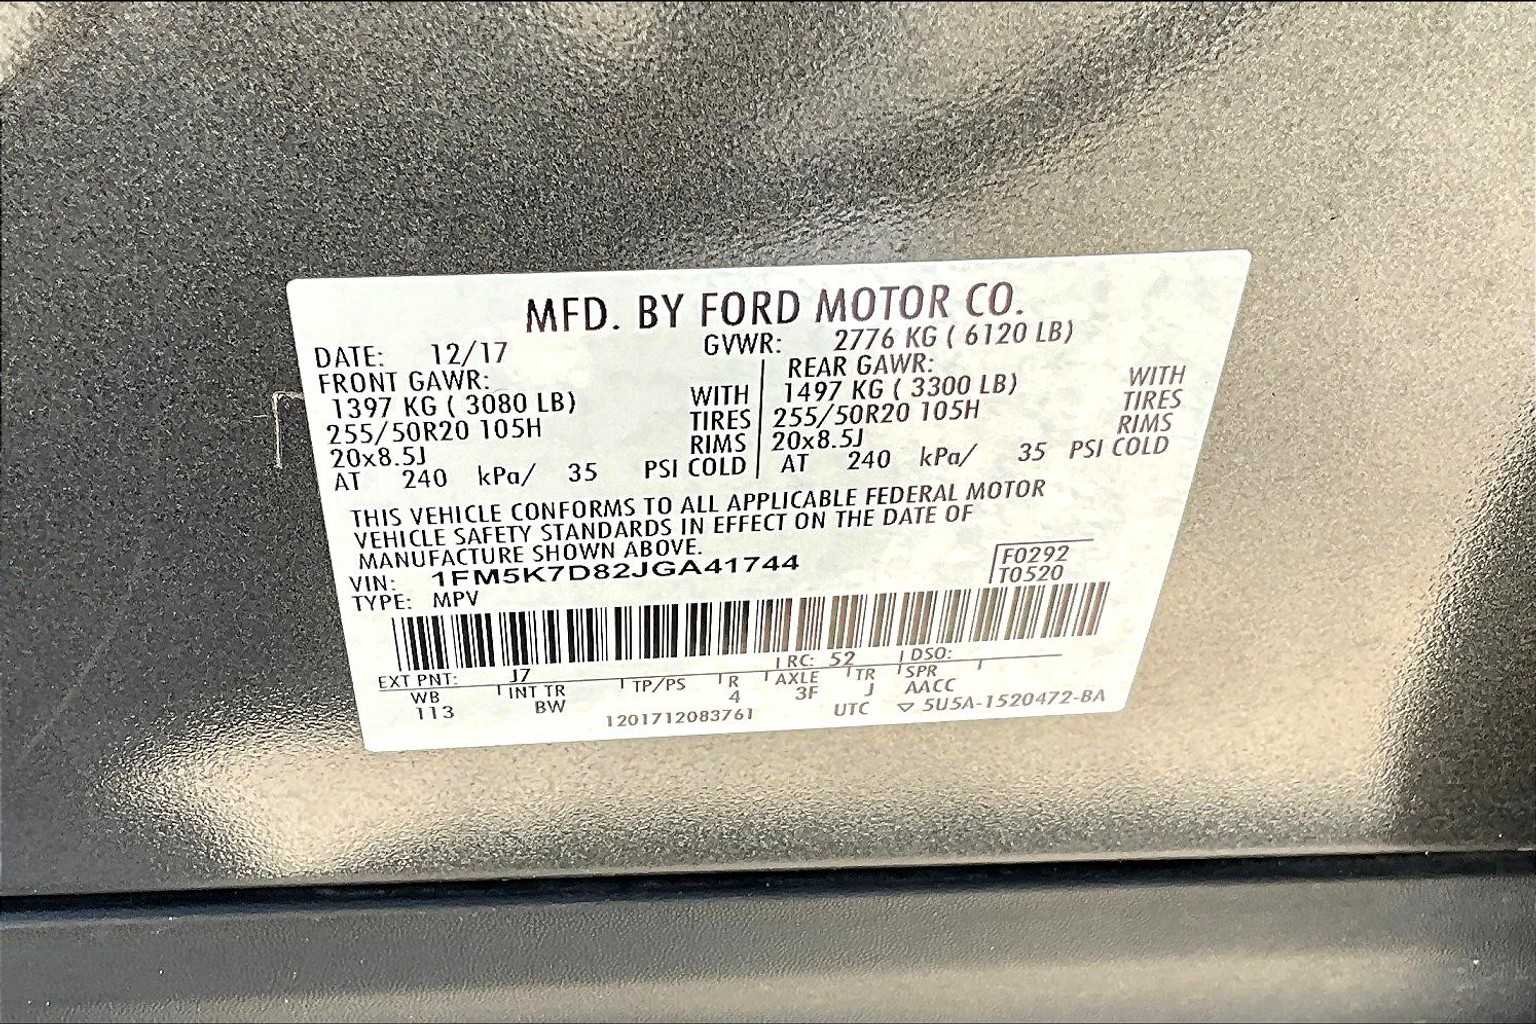 MFD. BY FORD MOTOR CO.
DATE: 12/17 GVWR: 2776 KG ( 6120 LB)
FRONT GAWR: REAR GAWR:
1397 KG ( 3080 LB) WITH 1497 KG ( 3300 LB) WITH
255/50R20 105H TIRES 255/50R20 105H TIRES
20x8.5J RIMS 20x8.5J RIMS
AT 240 kPa/ 35 PSI COLD AT 240 kPa/ 35 PSI COLD
THIS VEHICLE CONFORMS TO ALL APPLICABLE FEDERAL MOTOR
VEHICLE SAFETY STANDARDS IN EFFECT ON THE DATE OF
MANUFACTURE SHOWN ABOVE.
VIN: 1FM5K7D82JGA41744 F0292
TYPE: MPV T0520
EXT PNT: J7 RC: 52 DSO:
WB INT TR TP/PS R AXLE TR SPR
113 BW 4 3F J AACC
1201712083761 UTC ▽ 5U5A-1520472-BA